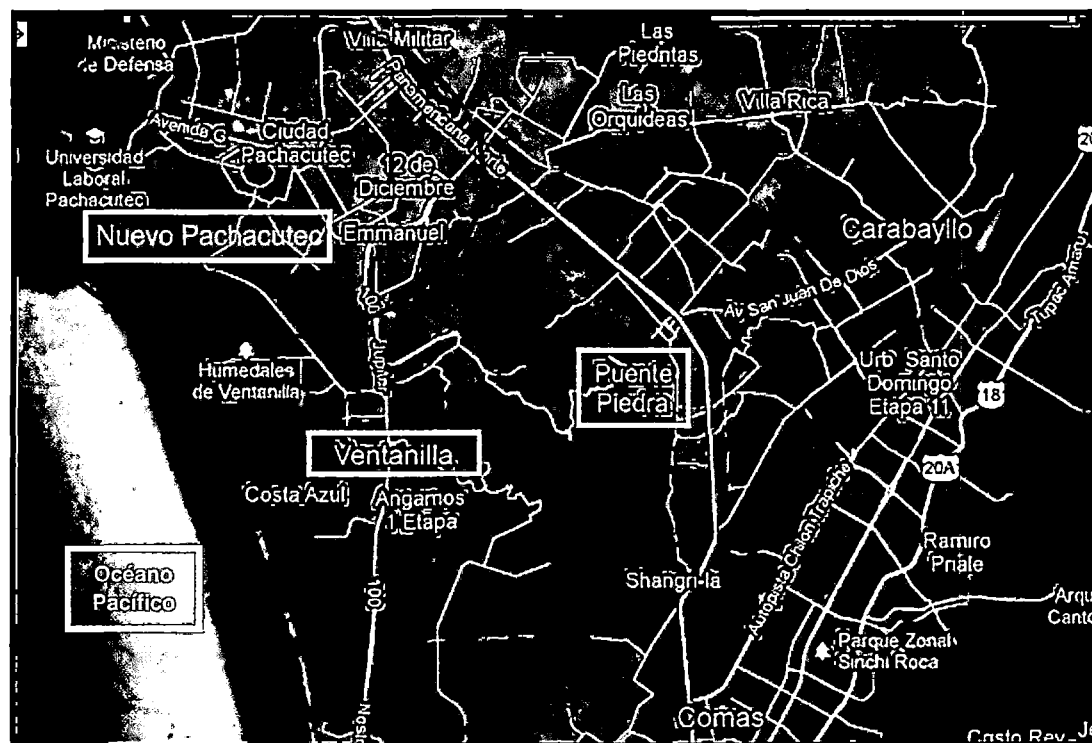 Ministerio
de Defensa
Villa Militar
Las
Piedritas
Panamericana Norte
Las
Orquideas
Villa Rica
Avenida G
Ciudad
Pachacutec
Universidad
Laboral
Pachacutec
12 de
Diciembre
Nuevo Pachacutec
Emmanuel
Carabayllo
Tupac Amaru
Av San Juan De Dios
100
Humedales
de Ventanilla
Puente
Piedra
Urb Santo
Domingo
Etapa 11
18
Ventanilla
20A
Costa Azul
Angamos
1 Etapa
Autopista Chillon Trapiche
Ramiro
Priale
Océano
Pacífico
Shangri-la
100
Parque Zonal
Sinchi Roca
Comas